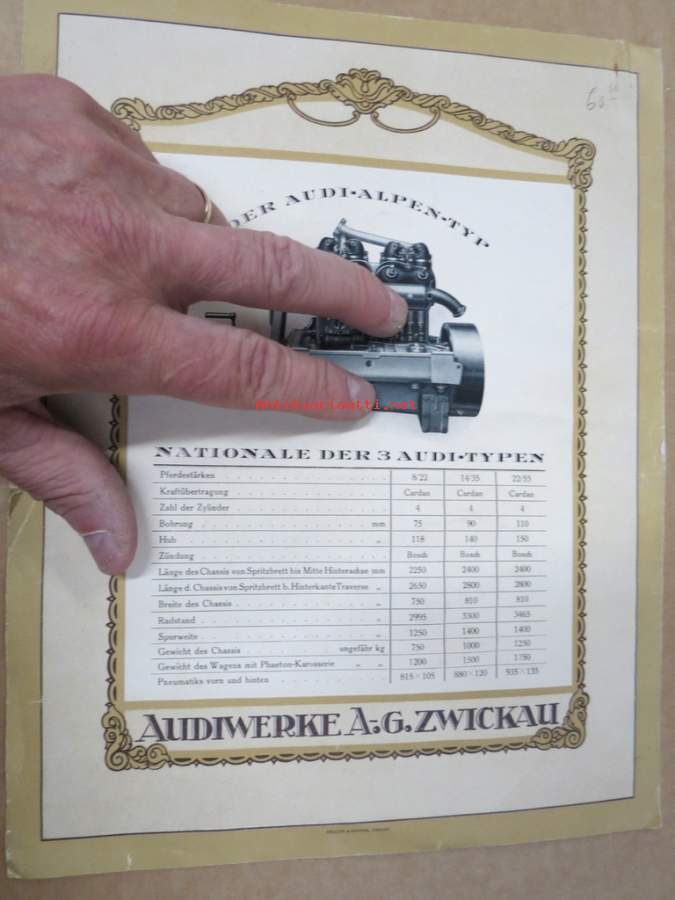 DER AUDI-ALPEN-TYP
NATIONALE DER 3 AUDI-TYPEN
Pferdestärken 8/22 14/35 22/55
Kraftübertragung Cardan Cardan Cardan
Zahl der Zylinder 4 4 4
Bohrung mm 75 90 110
Hub „ 118 140 150
Zündung Bosch Bosch Bosch
Länge des Chassis von Spritzbrett bis Mitte Hinterachse mm 2250 2400 2400
Länge d. Chassis von Spritzbrett b. Hinterkante Traverse „ 2650 2800 2800
Breite des Chassis „ 750 810 810
Radstand „ 2995 3300 3465
Spurweite „ 1250 1400 1400
Gewicht des Chassis ungefähr kg 750 1000 1250
Gewicht des Wagens mit Phaeton-Karosserie „ „ 1200 1500 1750
Pneumatiks vorn und hinten 815×105 880×120 935×135
AUDIWERKE A.-G. ZWICKAU